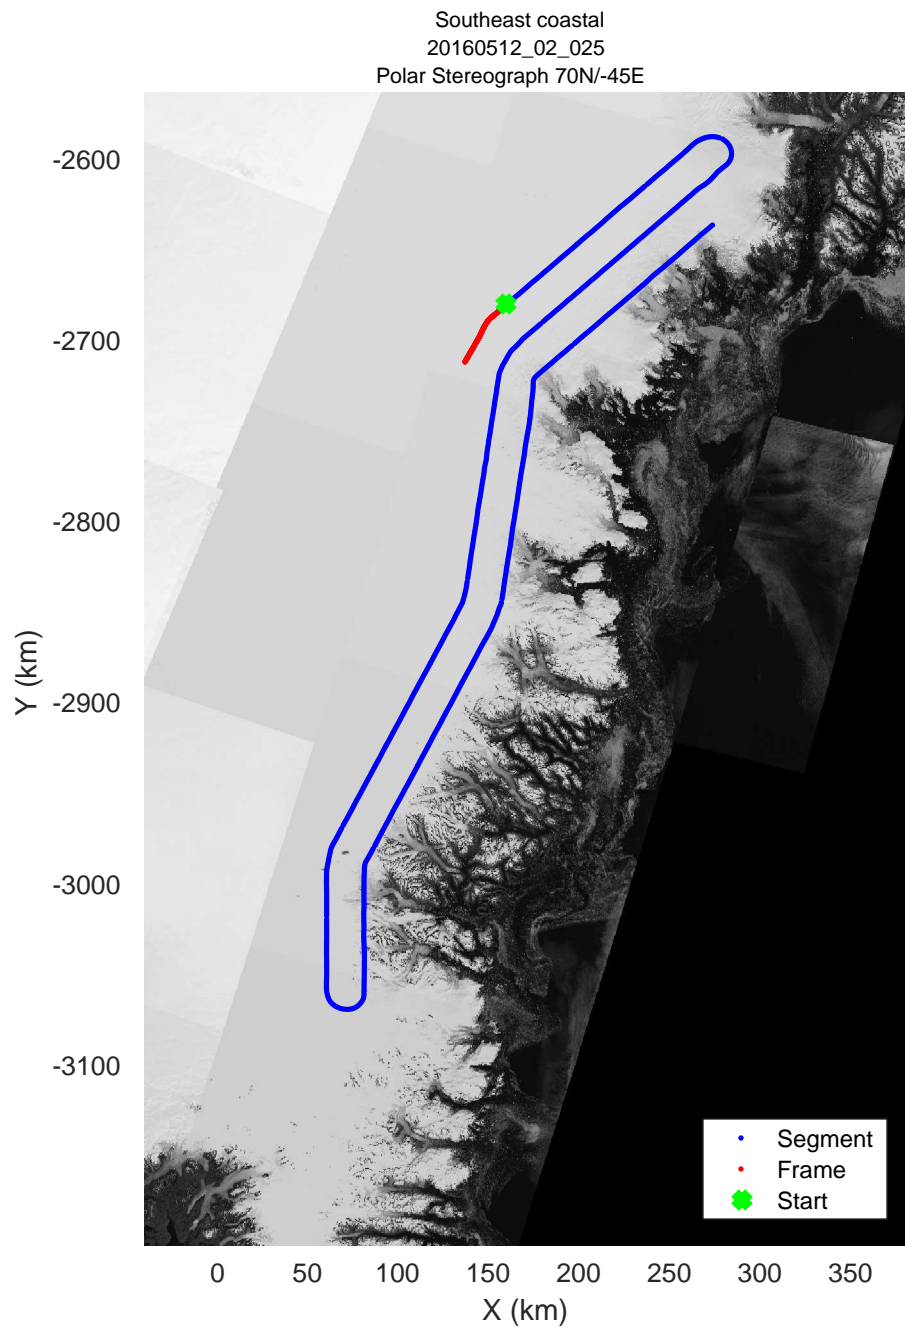 Southeast coastal
20160512_02_025
Polar Stereograph 70N/-45E
-2600
-2700
-2800
-2900
-3000
-3100
Y (km)
Segment
Frame
Start
0 50 100 150 200 250 300 350
X (km)